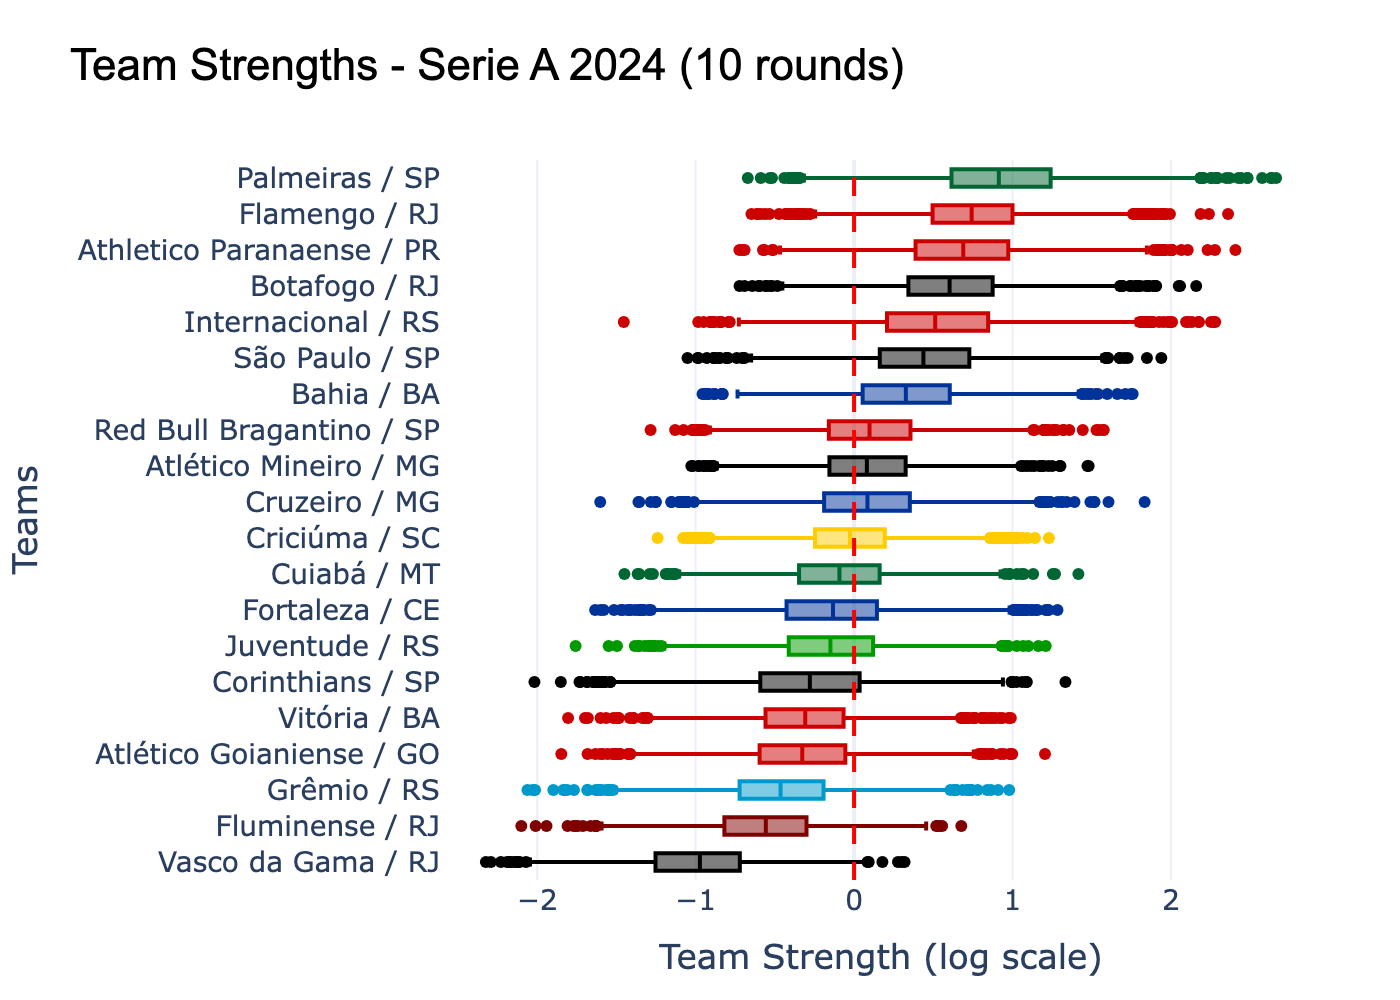 Team Strengths - Serie A 2024 (10 rounds)
Palmeiras / SP
Flamengo / RJ
Athletico Paranaense / PR
Botafogo / RJ
Internacional / RS
São Paulo / SP
Bahia / BA
Red Bull Bragantino / SP
Atlético Mineiro / MG
Cruzeiro / MG
Criciúma / SC
Cuiabá / MT
Fortaleza / CE
Juventude / RS
Corinthians / SP
Vitória / BA
Atlético Goianiense / GO
Grêmio / RS
Fluminense / RJ
Vasco da Gama / RJ
Teams
−2 −1 0 1 2
Team Strength (log scale)